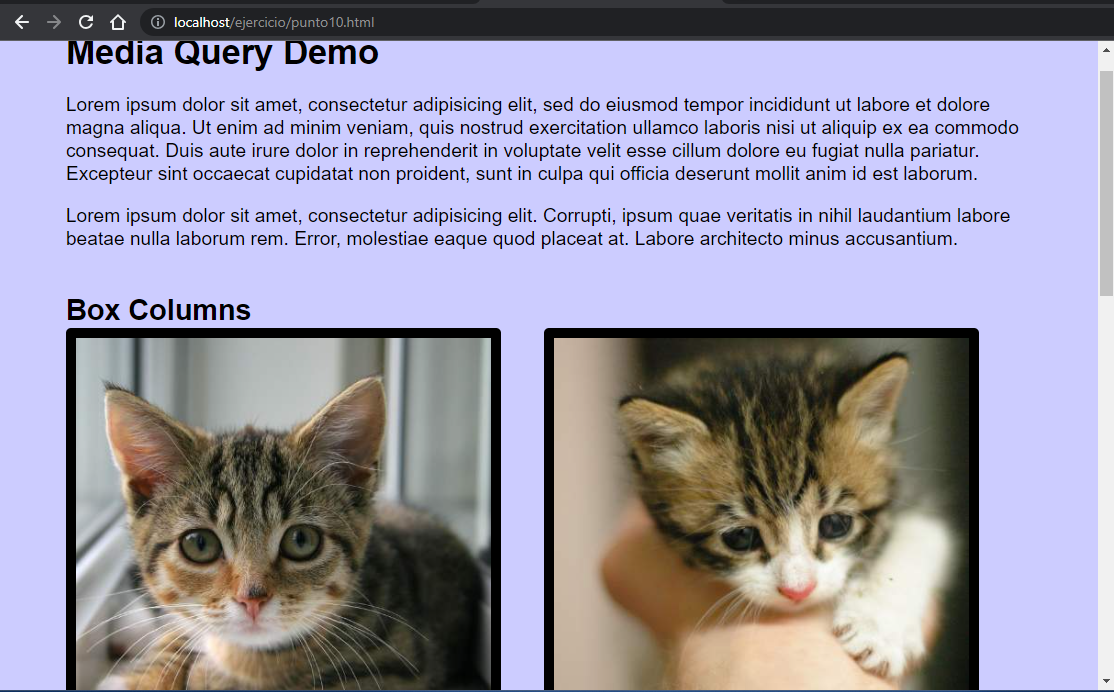 localhost/ejercicio/punto10.html
Media Query Demo
Lorem ipsum dolor sit amet, consectetur adipisicing elit, sed do eiusmod tempor incididunt ut labore et dolore
magna aliqua. Ut enim ad minim veniam, quis nostrud exercitation ullamco laboris nisi ut aliquip ex ea commodo
consequat. Duis aute irure dolor in reprehenderit in voluptate velit esse cillum dolore eu fugiat nulla pariatur.
Excepteur sint occaecat cupidatat non proident, sunt in culpa qui officia deserunt mollit anim id est laborum.
Lorem ipsum dolor sit amet, consectetur adipisicing elit. Corrupti, ipsum quae veritatis in nihil laudantium labore
beatae nulla laborum rem. Error, molestiae eaque quod placeat at. Labore architecto minus accusantium.
Box Columns